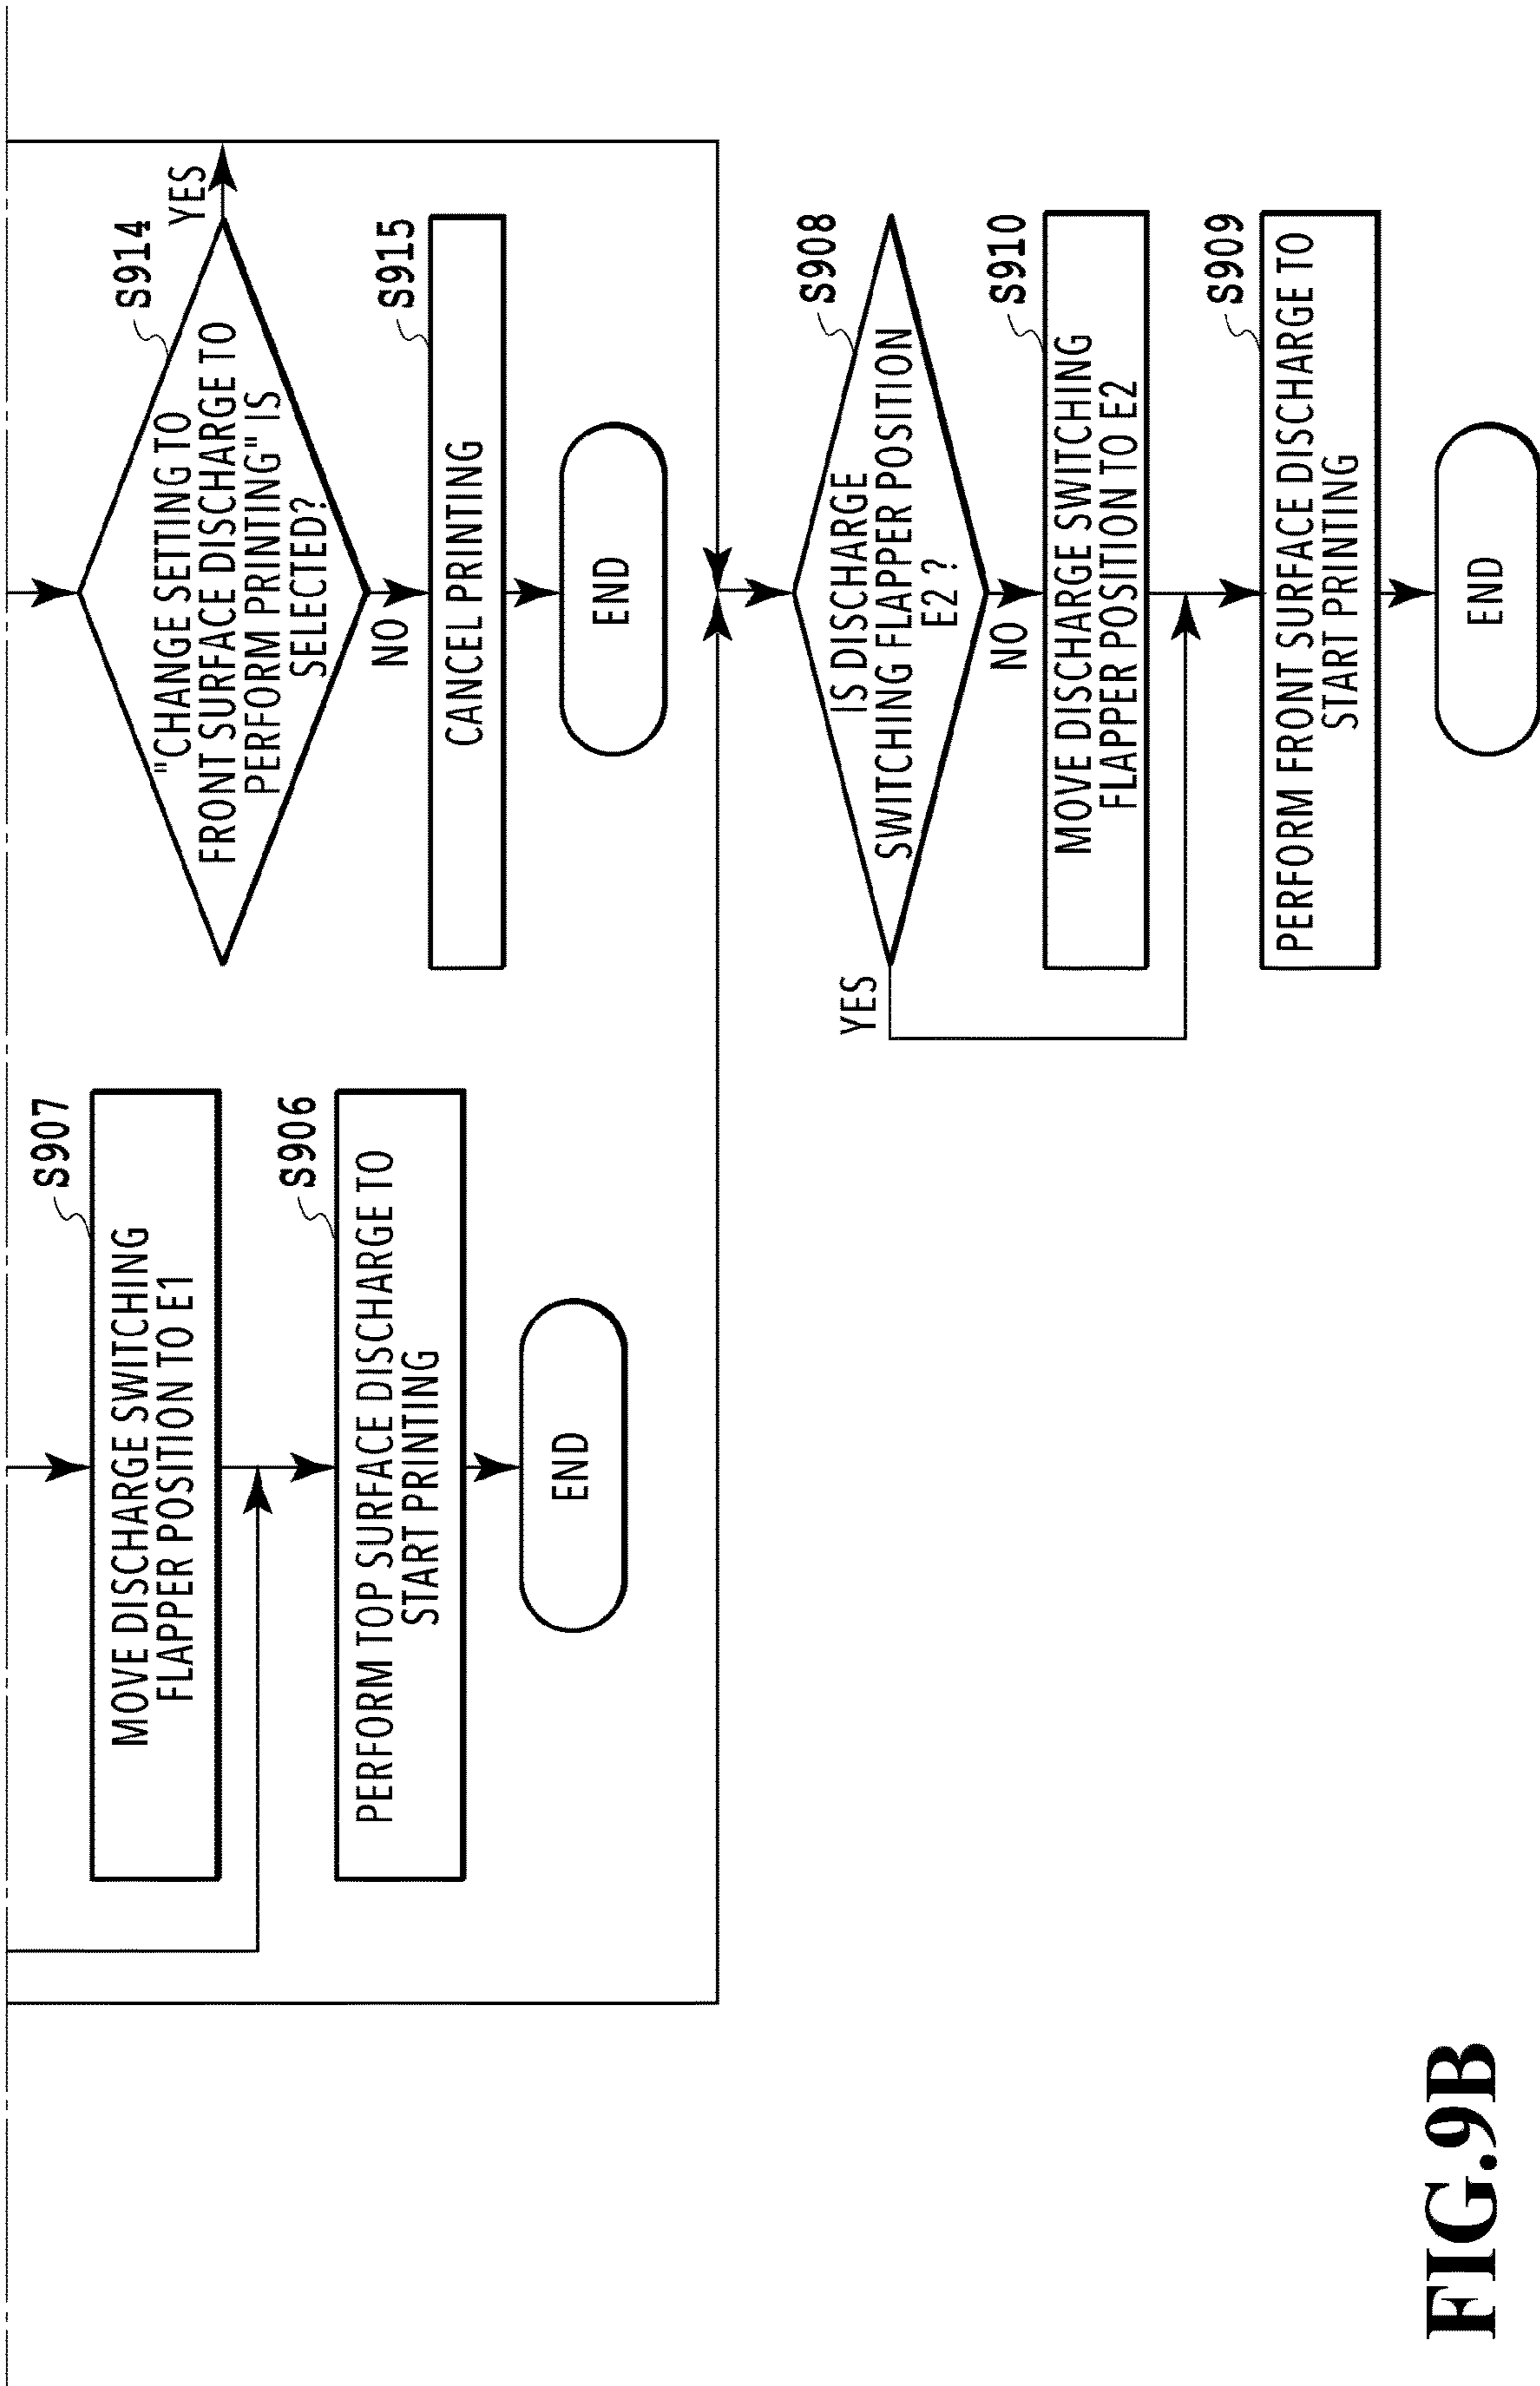 S907
MOVE DISCHARGE SWITCHING
FLAPPER POSITION TO E1
S906
PERFORM TOP SURFACE DISCHARGE TO
START PRINTING
END
S914
"CHANGE SETTING TO
FRONT SURFACE DISCHARGE TO
PERFORM PRINTING" IS
SELECTED?
YES
NO
S915
CANCEL PRINTING
END
S908
IS DISCHARGE
SWITCHING FLAPPER POSITION
E2 ?
YES
NO
S910
MOVE DISCHARGE SWITCHING
FLAPPER POSITION TO E2
S909
PERFORM FRONT SURFACE DISCHARGE TO
START PRINTING
END
FIG.9B